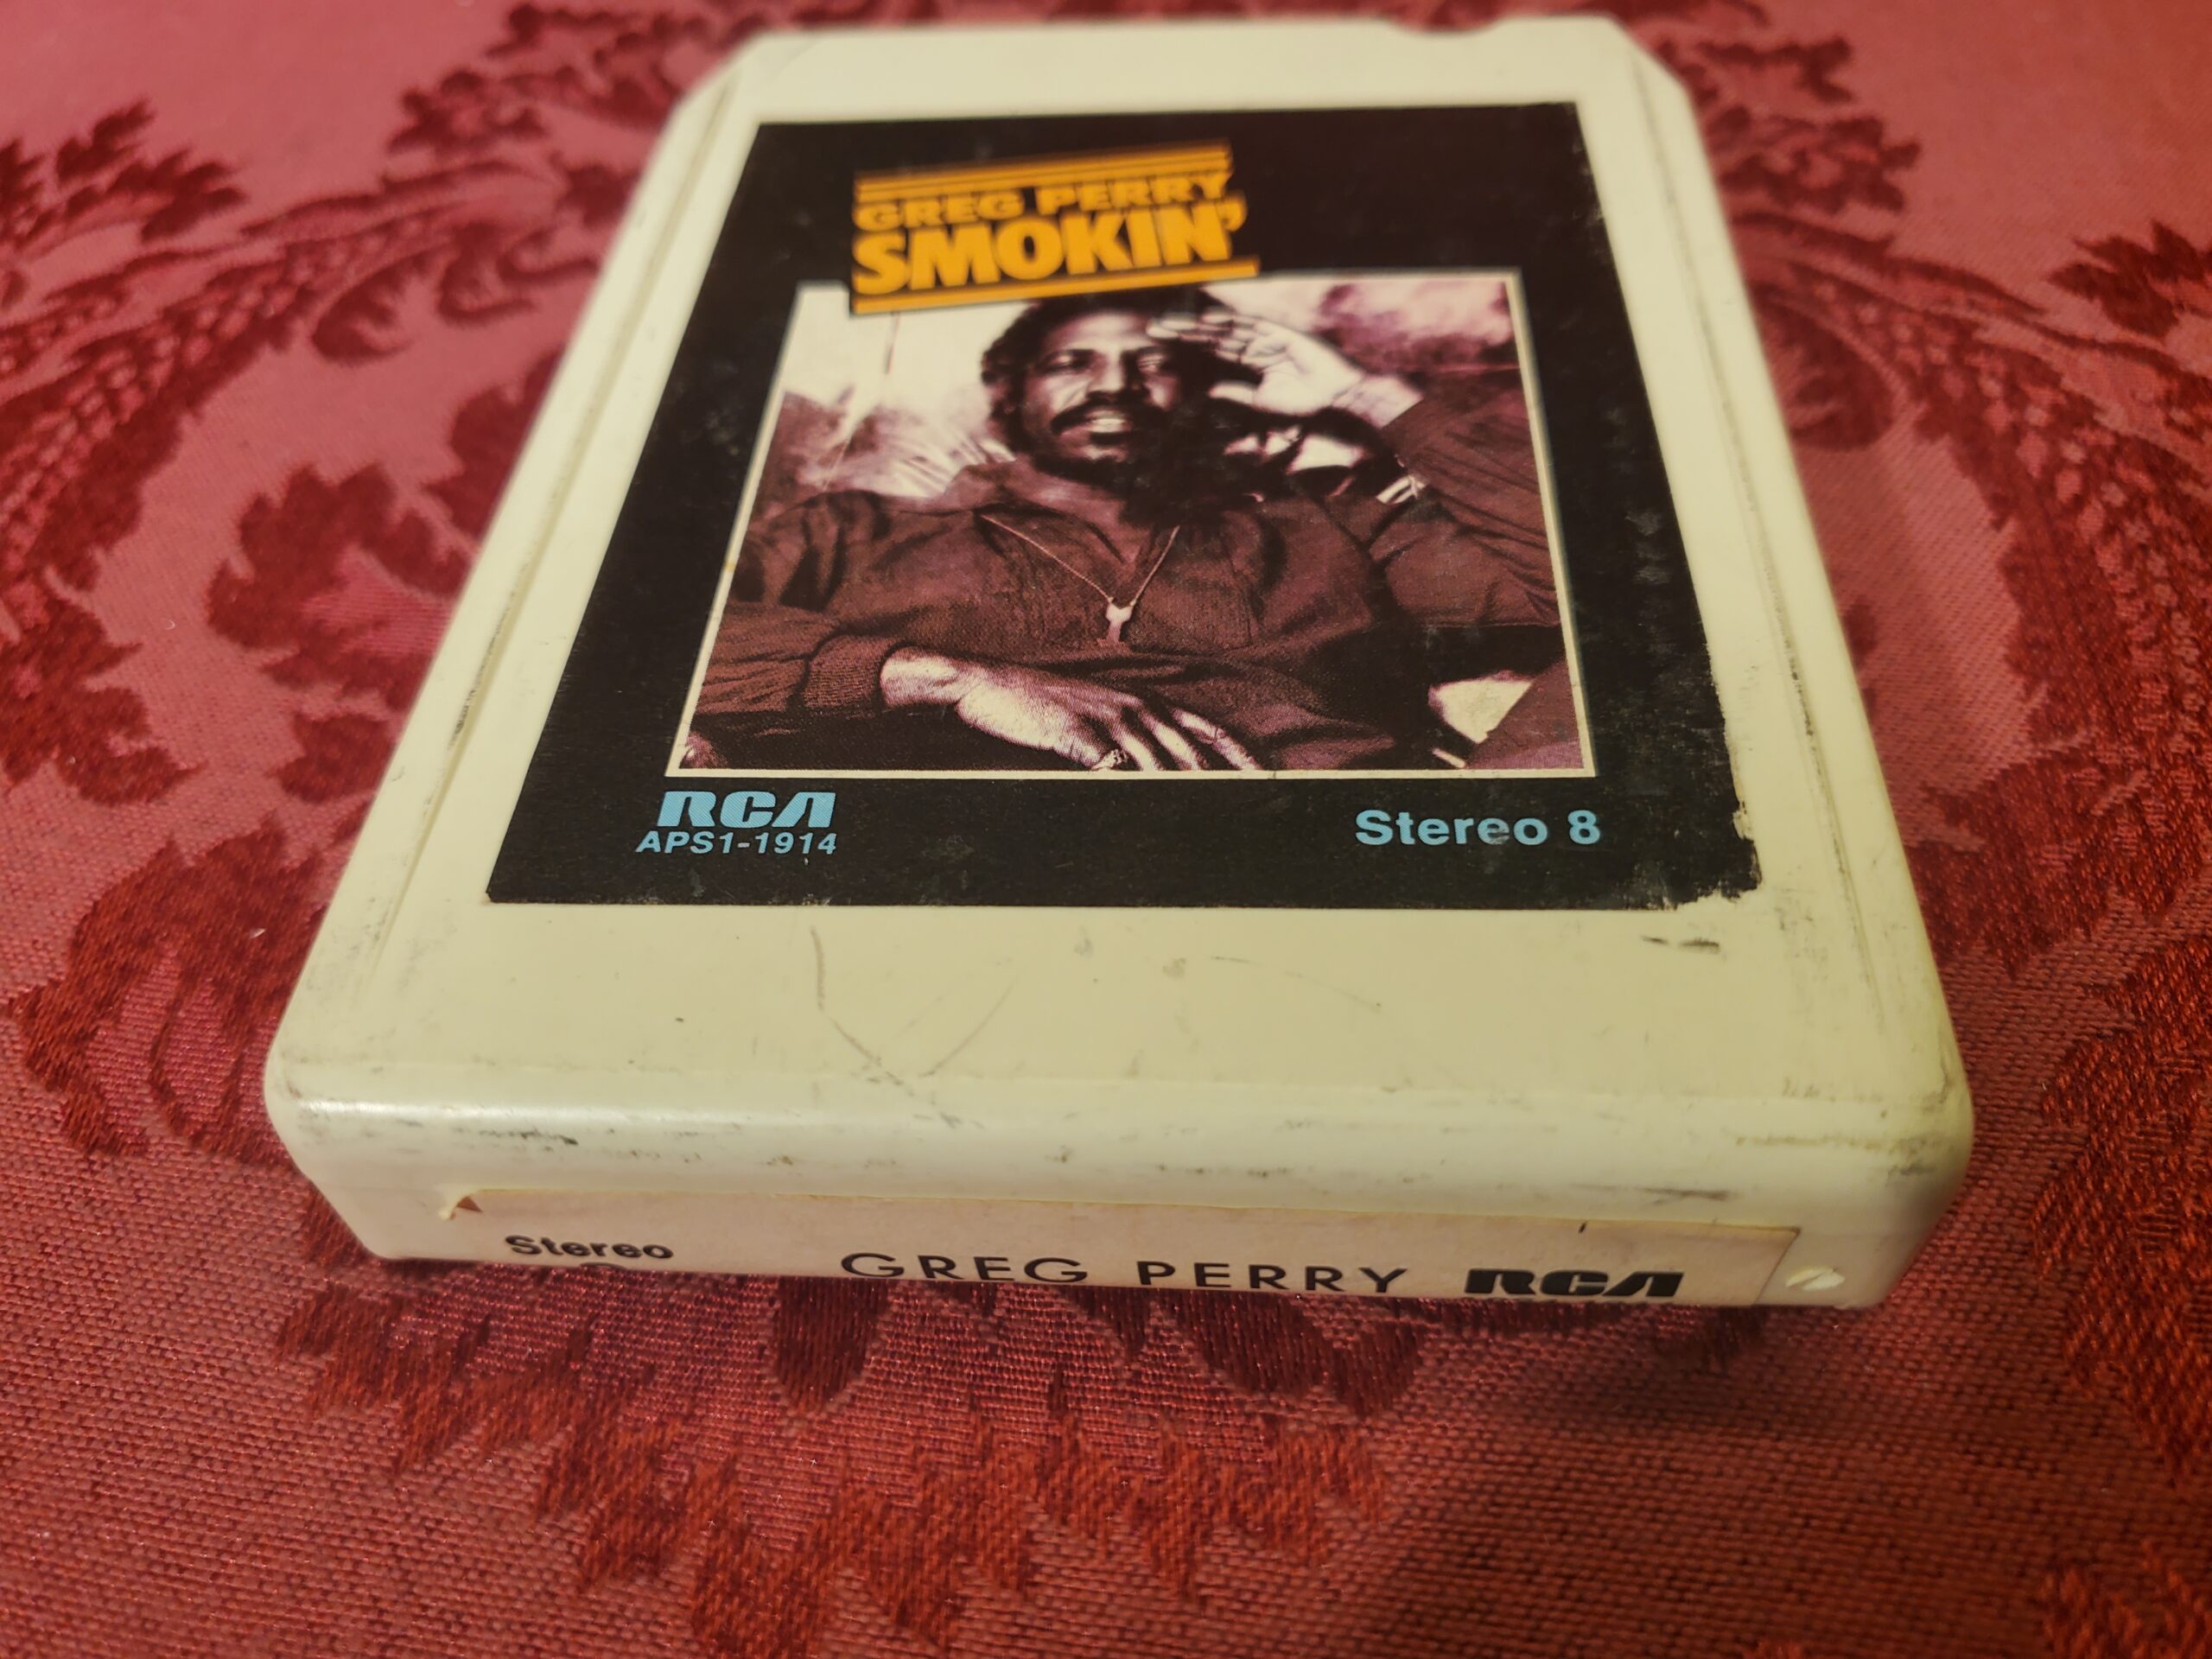 GREG PERRY
SMOKIN'
RCA
APS1-1914
Stereo 8
Stereo
GREG PERRY
RCA